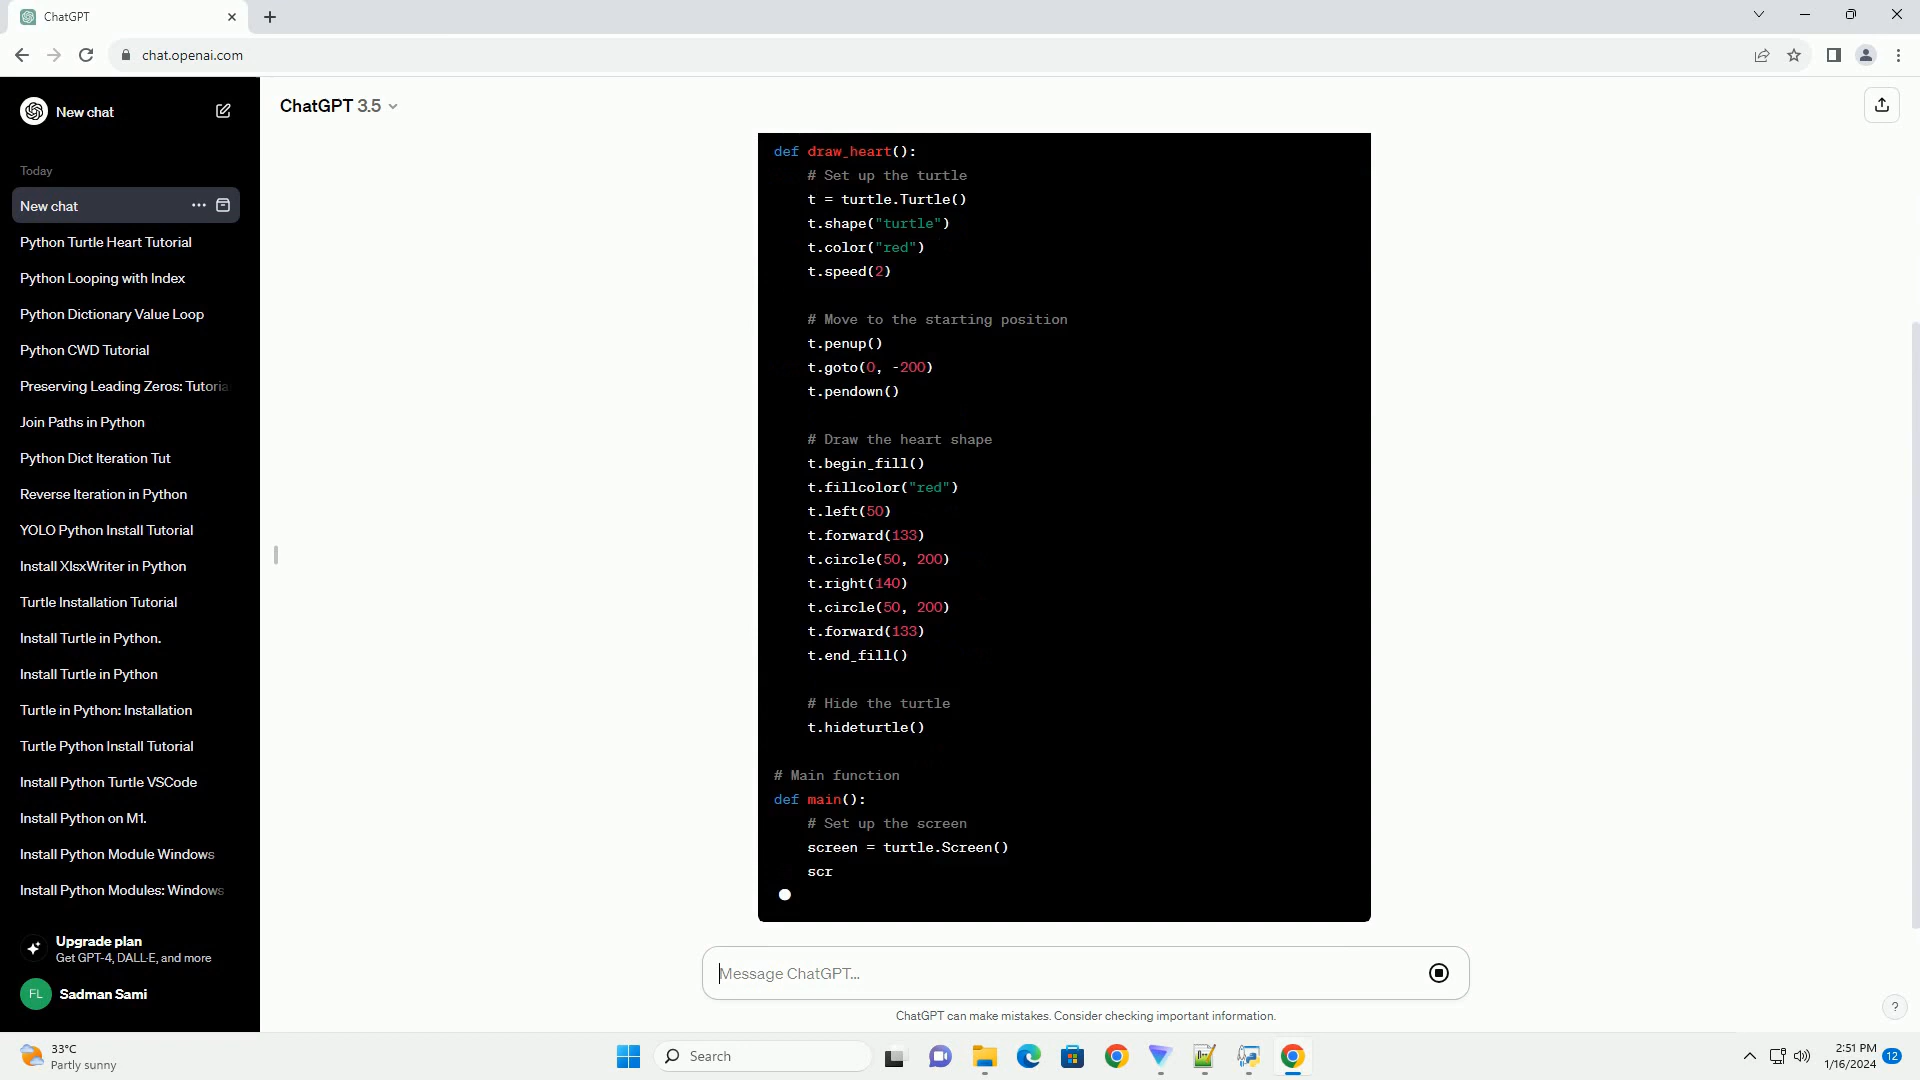 ChatGPT
chat.openai.com
New chat
Today
New chat
Python Turtle Heart Tutorial
Python Looping with Index
Python Dictionary Value Loop
Python CWD Tutorial
Preserving Leading Zeros: Tutoria
Join Paths in Python
Python Dict Iteration Tut
Reverse Iteration in Python
YOLO Python Install Tutorial
Install XlsxWriter in Python
Turtle Installation Tutorial
Install Turtle in Python.
Install Turtle in Python
Turtle in Python: Installation
Turtle Python Install Tutorial
Install Python Turtle VSCode
Install Python on M1.
Install Python Module Windows
Install Python Modules: Windows
Upgrade plan
Get GPT-4, DALL·E, and more
FL Sadman Sami
ChatGPT 3.5
def draw_heart():
# Set up the turtle
t = turtle.Turtle()
t.shape("turtle")
t.color("red")
t.speed(2)
# Move to the starting position
t.penup()
t.goto(0, -200)
t.pendown()
# Draw the heart shape
t.begin_fill()
t.fillcolor("red")
t.left(50)
t.forward(133)
t.circle(50, 200)
t.right(140)
t.circle(50, 200)
t.forward(133)
t.end_fill()
# Hide the turtle
t.hideturtle()
# Main function
def main():
# Set up the screen
screen = turtle.Screen()
scr
Message ChatGPT...
ChatGPT can make mistakes. Consider checking important information.
?
33°C
Partly sunny
Search
2:51 PM
1/16/2024
12